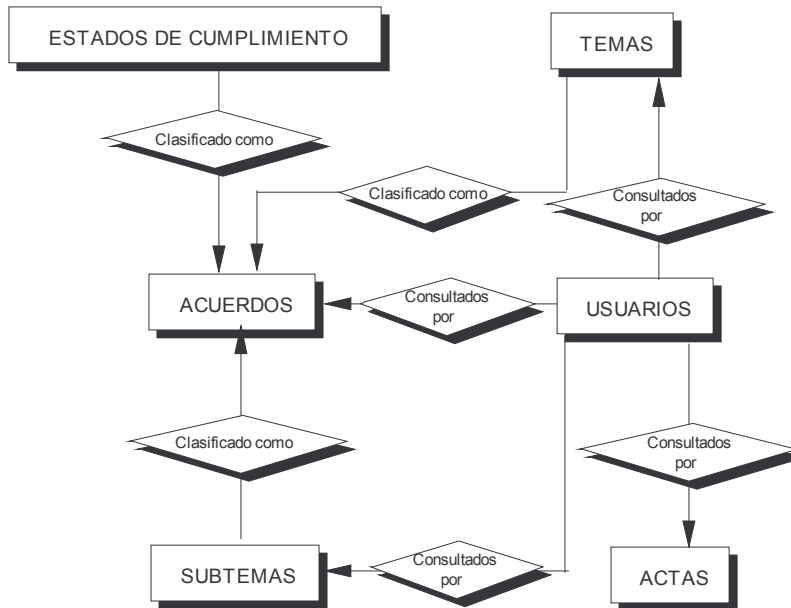 ESTADOS DE CUMPLIMIENTO
TEMAS
Clasificado como
Clasificado como
Consultados
por
ACUERDOS
Consultados
por
USUARIOS
Clasificado como
Consultados
por
SUBTEMAS
Consultados
por
ACTAS